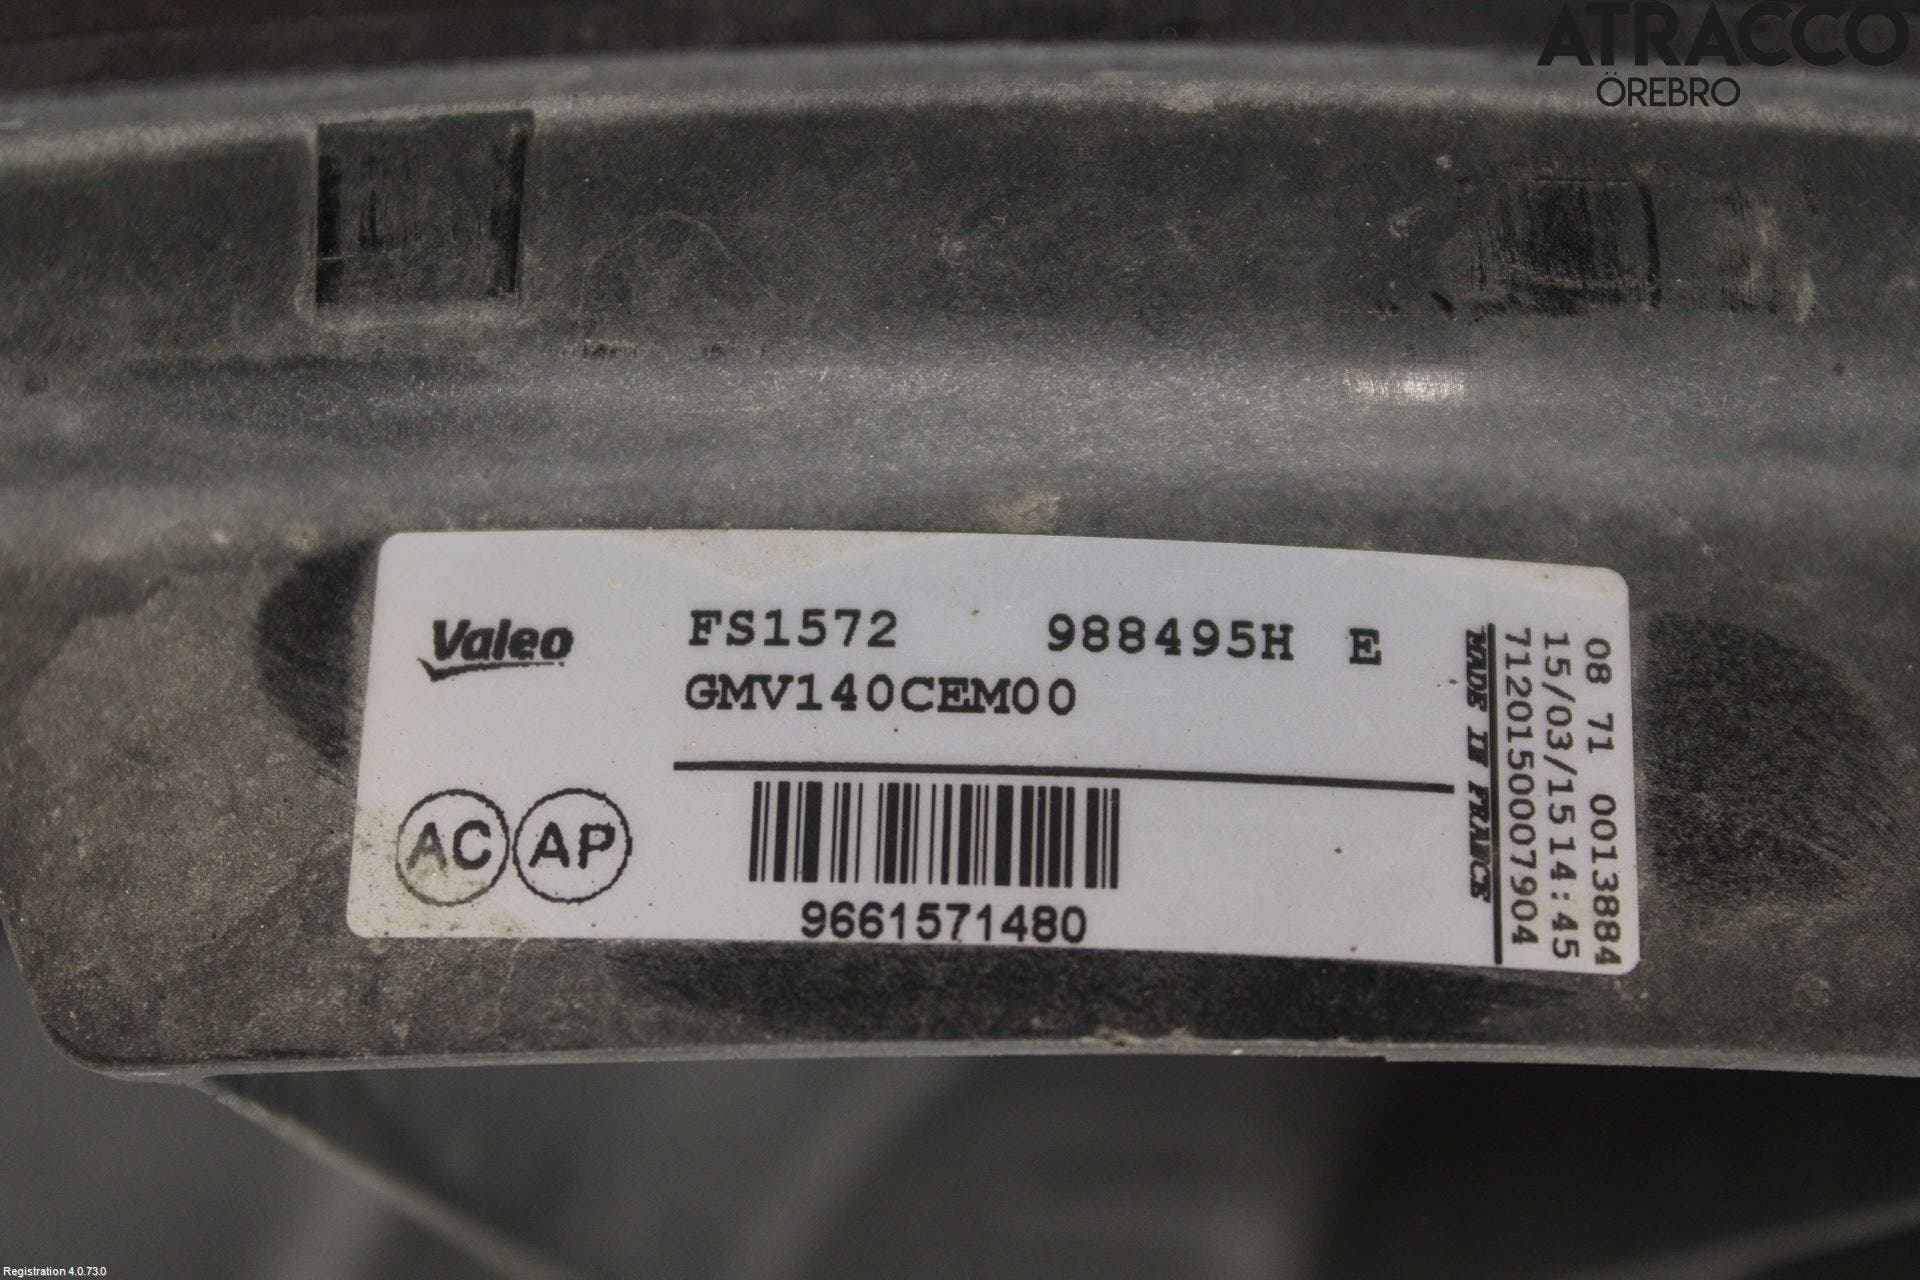 ATRACCO
ÖREBRO
Valeo
FS1572 988495H E
GMV140CEM00
AC AP
9661571480
MADE IN FRANCE
7120150007904
15/03/15 14:45
08 71 0013884
Registration 4.0.73.0